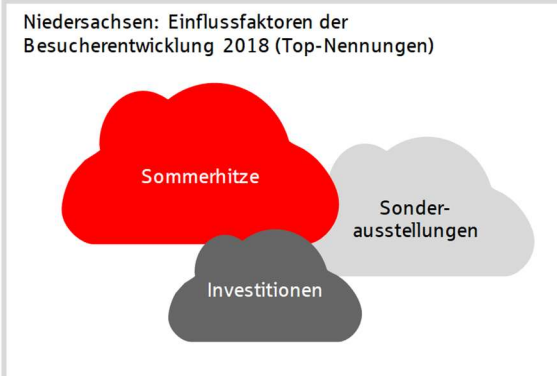 Niedersachsen: Einflussfaktoren der
Besucherentwicklung 2018 (Top-Nennungen)
Sommerhitze
Sonder-
ausstellungen
Investitionen